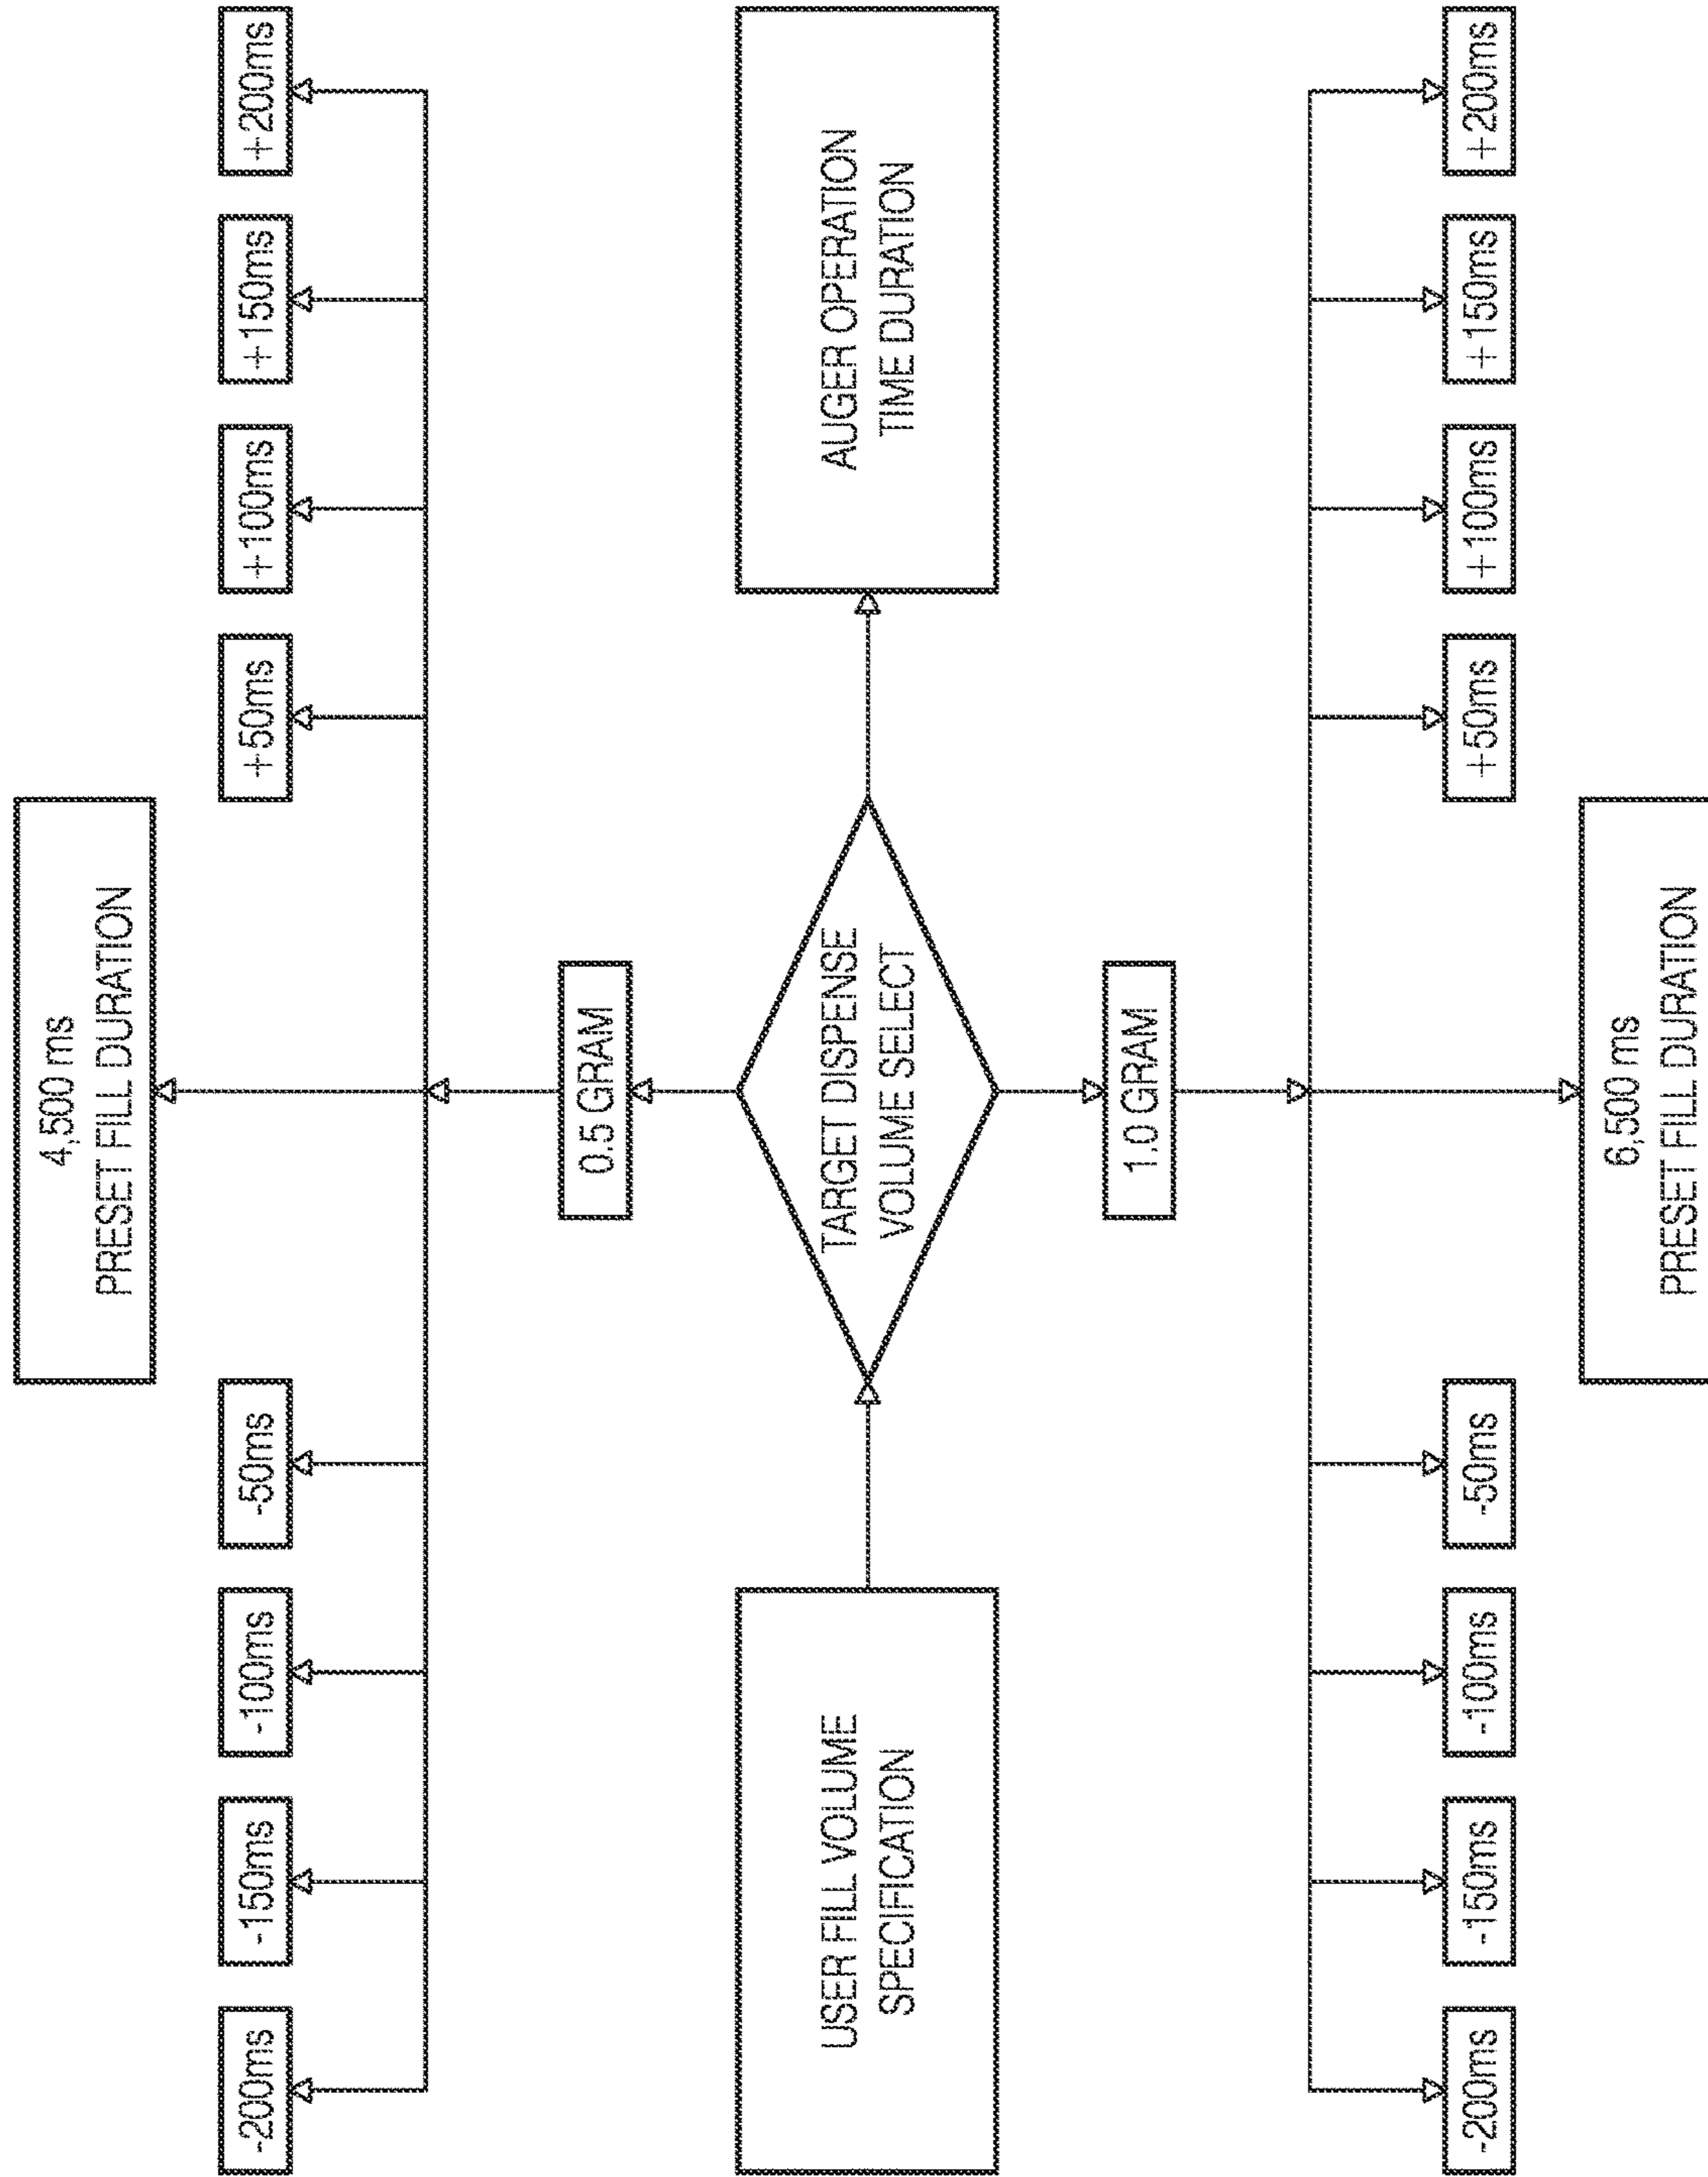 4,500 ms
PRESET FILL DURATION
-200ms
-150ms
-100ms
-50ms
+50ms
+100ms
+150ms
+200ms
0.5 GRAM
USER FILL VOLUME
SPECIFICATION
TARGET DISPENSE
VOLUME SELECT
AUGER OPERATION
TIME DURATION
1.0 GRAM
-200ms
-150ms
-100ms
-50ms
+50ms
+100ms
+150ms
+200ms
6,500 ms
PRESET FILL DURATION